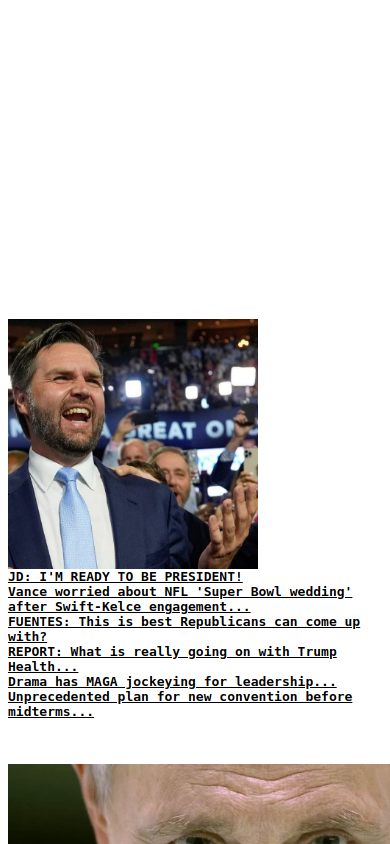 REAT ON
JD: I'M READY TO BE PRESIDENT!
Vance worried about NFL 'Super Bowl wedding'
after Swift-Kelce engagement...
FUENTES: This is best Republicans can come up
with?
REPORT: What is really going on with Trump
Health...
Drama has MAGA jockeying for leadership...
Unprecedented plan for new convention before
midterms...